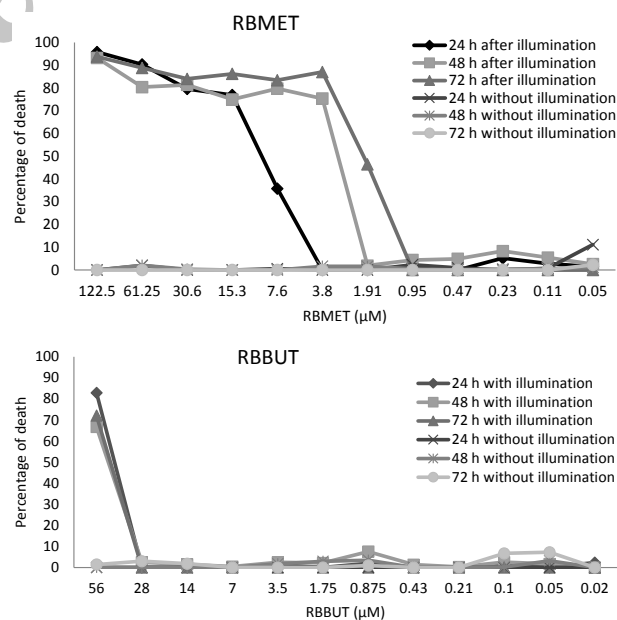 RBMET
100
90
80
70
60
50
40
30
20
10
0
Percentage of death
24 h after illumination
48 h after illumination
72 h after illumination
24 h without illumination
48 h without illumination
72 h without illumination
122.5 61.25 30.6 15.3 7.6 3.8 1.91 0.95 0.47 0.23 0.11 0.05
RBMET (µM)
RBBUT
100
90
80
70
60
50
40
30
20
10
0
Percentage of death
24 h with illumination
48 h with illumination
72 h with illumination
24 h without illumination
48 h without illumination
72 h without illumination
56 28 14 7 3.5 1.75 0.875 0.43 0.21 0.1 0.05 0.02
RBBUT (µM)